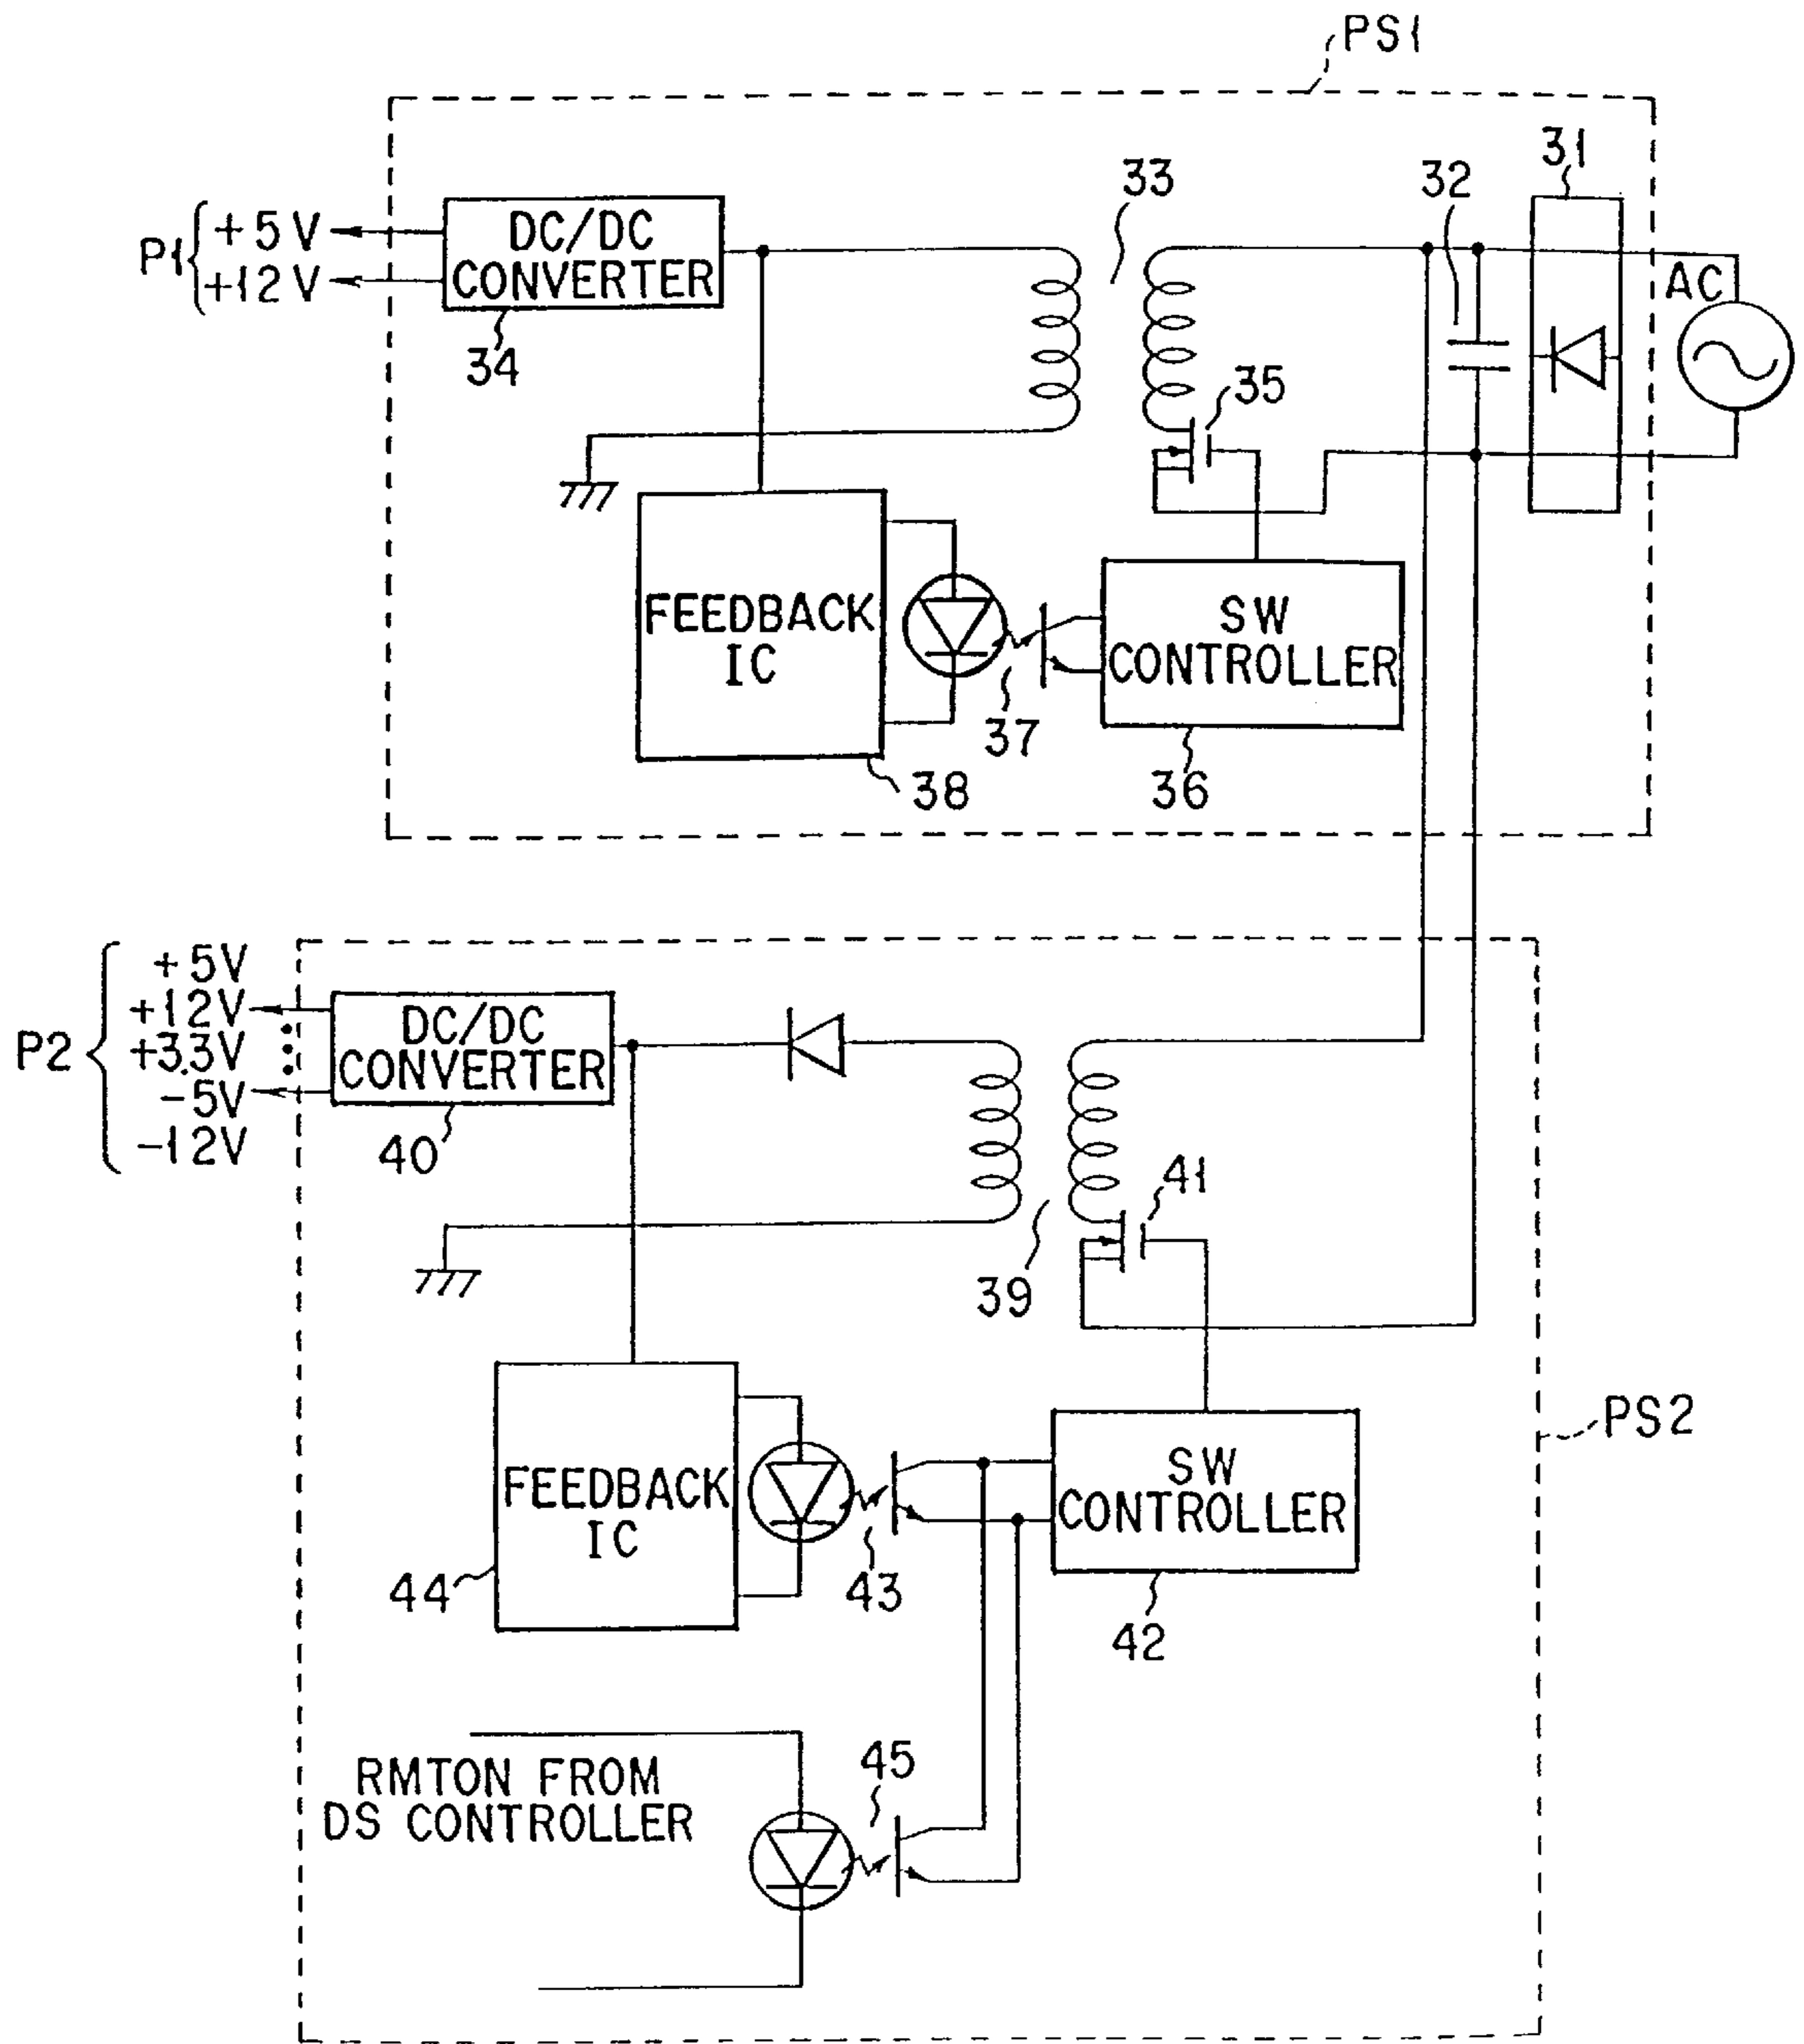 PS1
31
32
33
P1
+5V
+12V
DC/DC
CONVERTER
34
AC
35
FEEDBACK
IC
SW
CONTROLLER
37
38
36
P2
+5V
+12V
+3.3V
-5V
-12V
DC/DC
CONVERTER
40
41
39
PS2
FEEDBACK
IC
SW
CONTROLLER
44
43
42
RMTON FROM
DS CONTROLLER
45